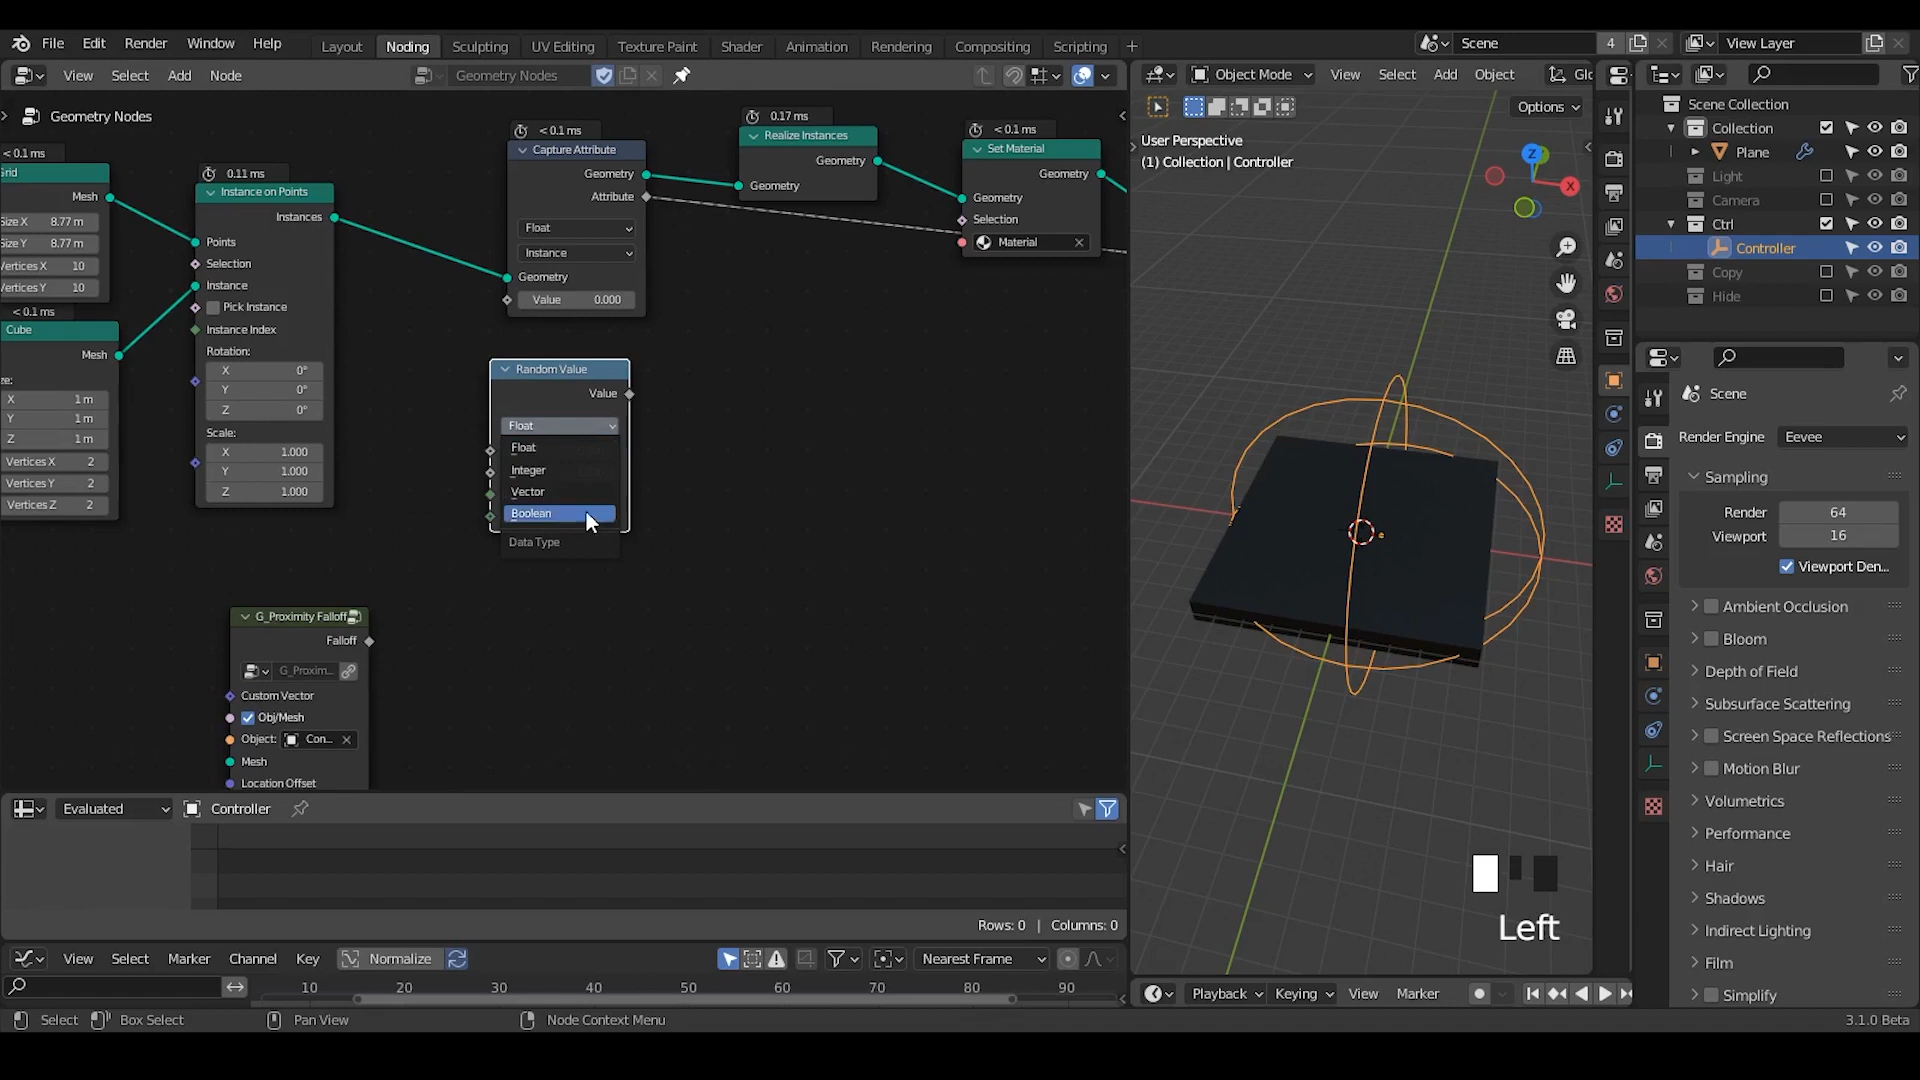 File Edit Render Window Help
Layout Noding Sculpting UV Editing Texture Paint Shader Animation Rendering Compositing Scripting +
Scene 4
View Layer
View Select Add Node
Geometry Nodes
Object Mode View Select Add Object
Options
Geometry Nodes
User Perspective
(1) Collection | Controller
Z
X
< 0.1 ms
Mesh
Size X 8.77 m
Size Y 8.77 m
Vertices X 10
Vertices Y 10
< 0.1 ms
Cube
Mesh
X 1 m
Y 1 m
Z 1 m
Vertices X 2
Vertices Y 2
Vertices Z 2
0.11 ms
Instance on Points
Instances
Points
Selection
Instance
Pick Instance
Instance Index
Rotation:
X 0°
Y 0°
Z 0°
Scale:
X 1.000
Y 1.000
Z 1.000
< 0.1 ms
Capture Attribute
Geometry
Attribute
Float
Instance
Geometry
Value 0.000
0.17 ms
Realize Instances
Geometry
Geometry
< 0.1 ms
Set Material
Geometry
Geometry
Selection
Material
Random Value
Value
Float
Float
Integer
Vector
Boolean
Data Type
G_Proximity Falloff
Falloff
G_Proxim...
Custom Vector
Obj/Mesh
Object: Con...
Mesh
Location Offset
Left
Scene Collection
Collection
Plane
Light
Camera
Ctrl
Controller
Copy
Hide
Scene
Render Engine Eevee
Sampling
Render 64
Viewport 16
Viewport Den...
Ambient Occlusion
Bloom
Depth of Field
Subsurface Scattering
Screen Space Reflections
Motion Blur
Volumetrics
Performance
Hair
Shadows
Indirect Lighting
Film
Simplify
Evaluated
Controller
Rows: 0 | Columns: 0
View Select Marker Channel Key Normalize
Nearest Frame
10 20 30 40 50 60 70 80 90
Playback Keying View Marker
Select Box Select Pan View Node Context Menu
3.1.0 Beta